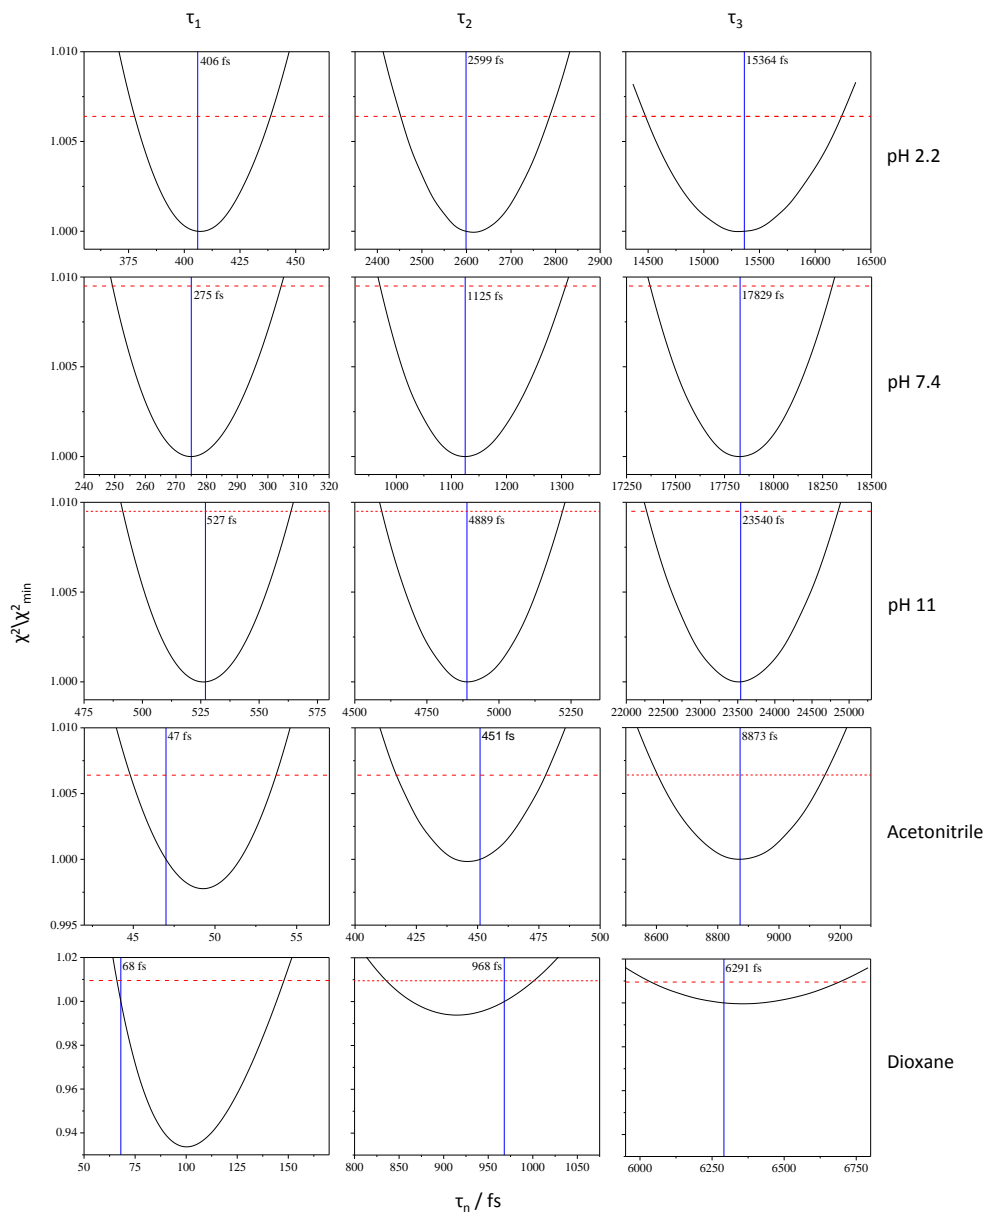 τ1 τ2 τ3
1.010 1.005 1.000
406 fs
375 400 425 450
2599 fs
2400 2500 2600 2700 2800 2900
15364 fs
14500 15000 15500 16000 16500
pH 2.2
1.010 1.005 1.000
275 fs
240 250 260 270 280 290 300 310 320
1125 fs
1000 1100 1200 1300
17829 fs
17250 17500 17750 18000 18250 18500
pH 7.4
1.010 1.005 1.000
527 fs
475 500 525 550 575
4889 fs
4500 4750 5000 5250
23540 fs
22000 22500 23000 23500 24000 24500 25000
pH 11
χ²\χ²min
1.010 1.005 1.000 0.995
47 fs
45 50 55
451 fs
400 425 450 475 500
8873 fs
8600 8800 9000 9200
Acetonitrile
1.02 1.00 0.98 0.96 0.94
68 fs
50 75 100 125 150
968 fs
800 850 900 950 1000 1050
6291 fs
6000 6250 6500 6750
Dioxane
τn / fs